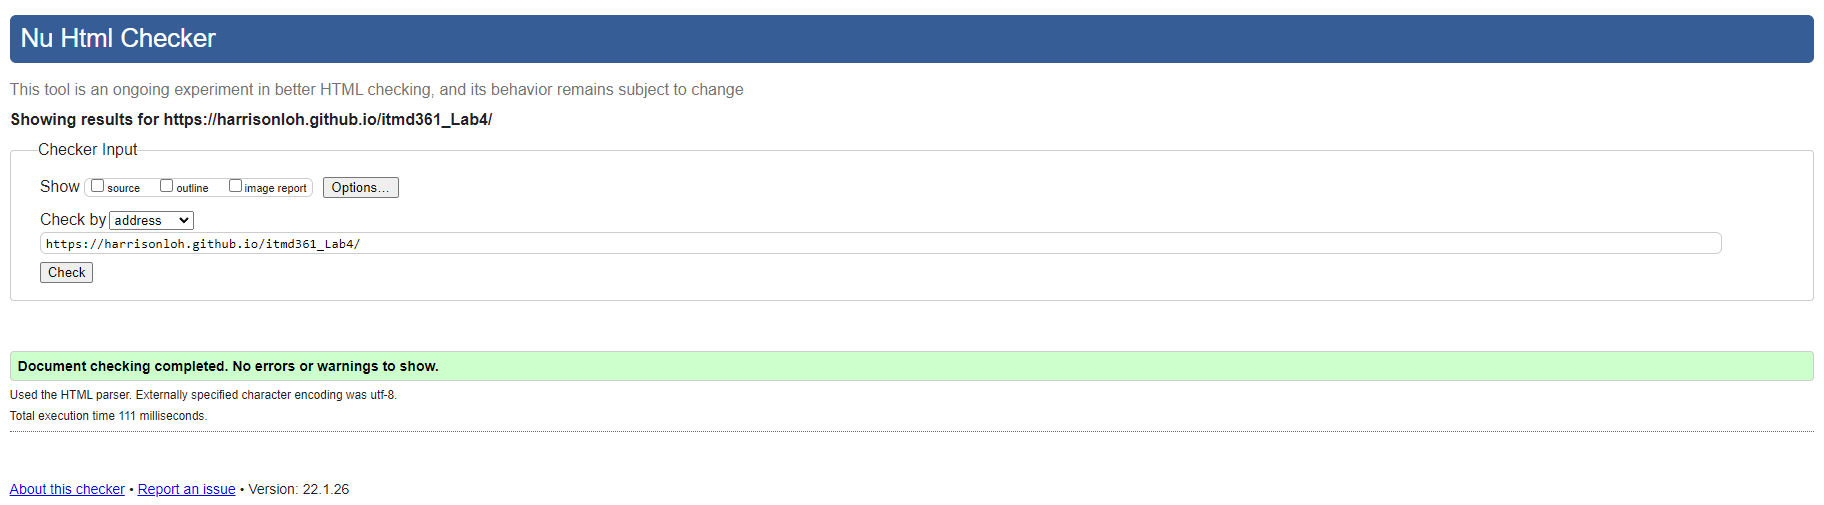 Nu Html Checker
This tool is an ongoing experiment in better HTML checking, and its behavior remains subject to change
Showing results for https://harrisonloh.github.io/itmd361_Lab4/
Checker Input
Show source outline image report Options...
Check by address
https://harrisonloh.github.io/itmd361_Lab4/
Check
Document checking completed. No errors or warnings to show.
Used the HTML parser. Externally specified character encoding was utf-8.
Total execution time 111 milliseconds.
About this checker • Report an issue • Version: 22.1.26